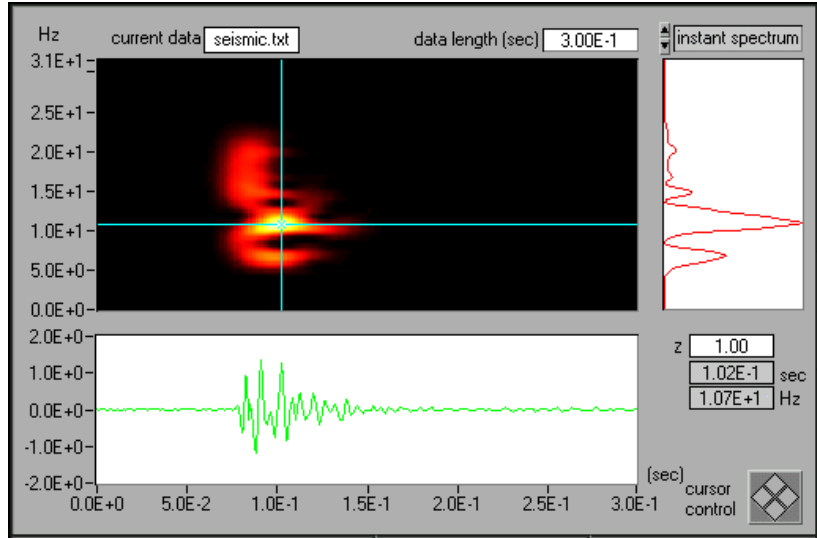 Hz current data seismic.txt data length (sec) 3.00E-1 instant spectrum
3.1E+1
2.5E+1
2.0E+1
1.5E+1
1.0E+1
5.0E+0
0.0E+0
2.0E+0
1.0E+0
0.0E+0
-1.0E+0
-2.0E+0
0.0E+0 5.0E-2 1.0E-1 1.5E-1 2.0E-1 2.5E-1 3.0E-1
(sec)
z 1.00
1.02E-1 sec
1.07E+1 Hz
cursor
control